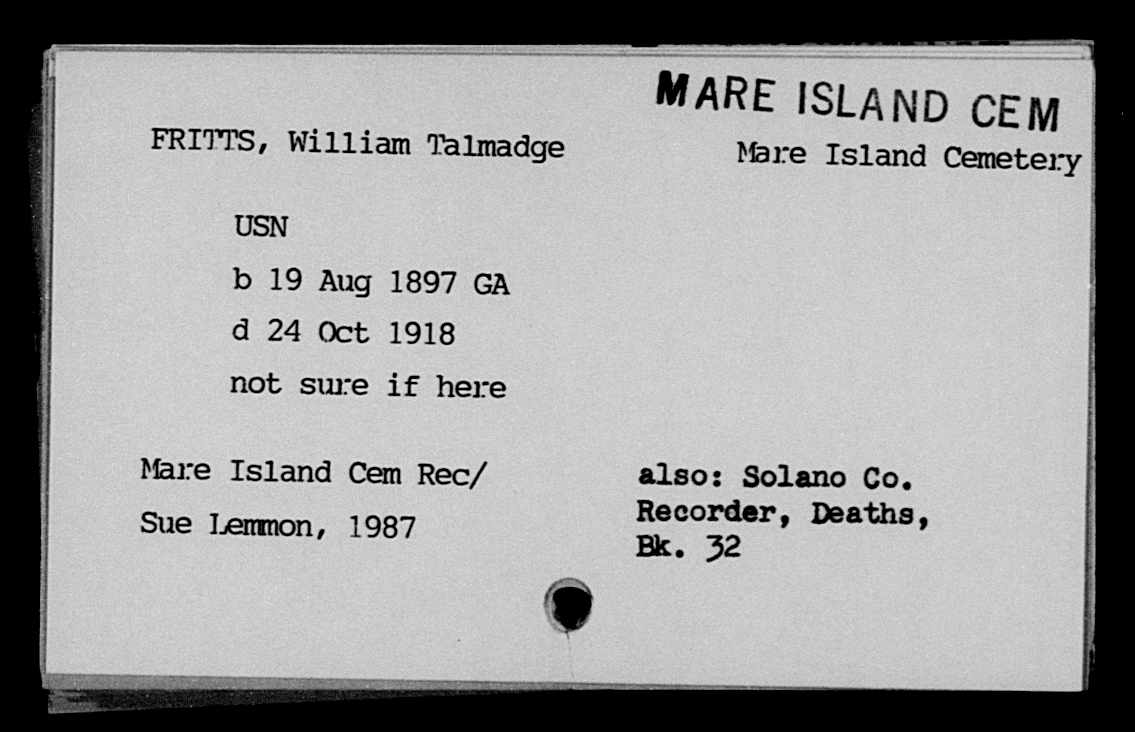 MARE ISLAND CEM
FRITTS, William Talmadge
Mare Island Cemetery
USN
b 19 Aug 1897 GA
d 24 Oct 1918
not sure if here
Mare Island Cem Rec/
Sue Lemmon, 1987
also: Solano Co.
Recorder, Deaths,
Bk. 32